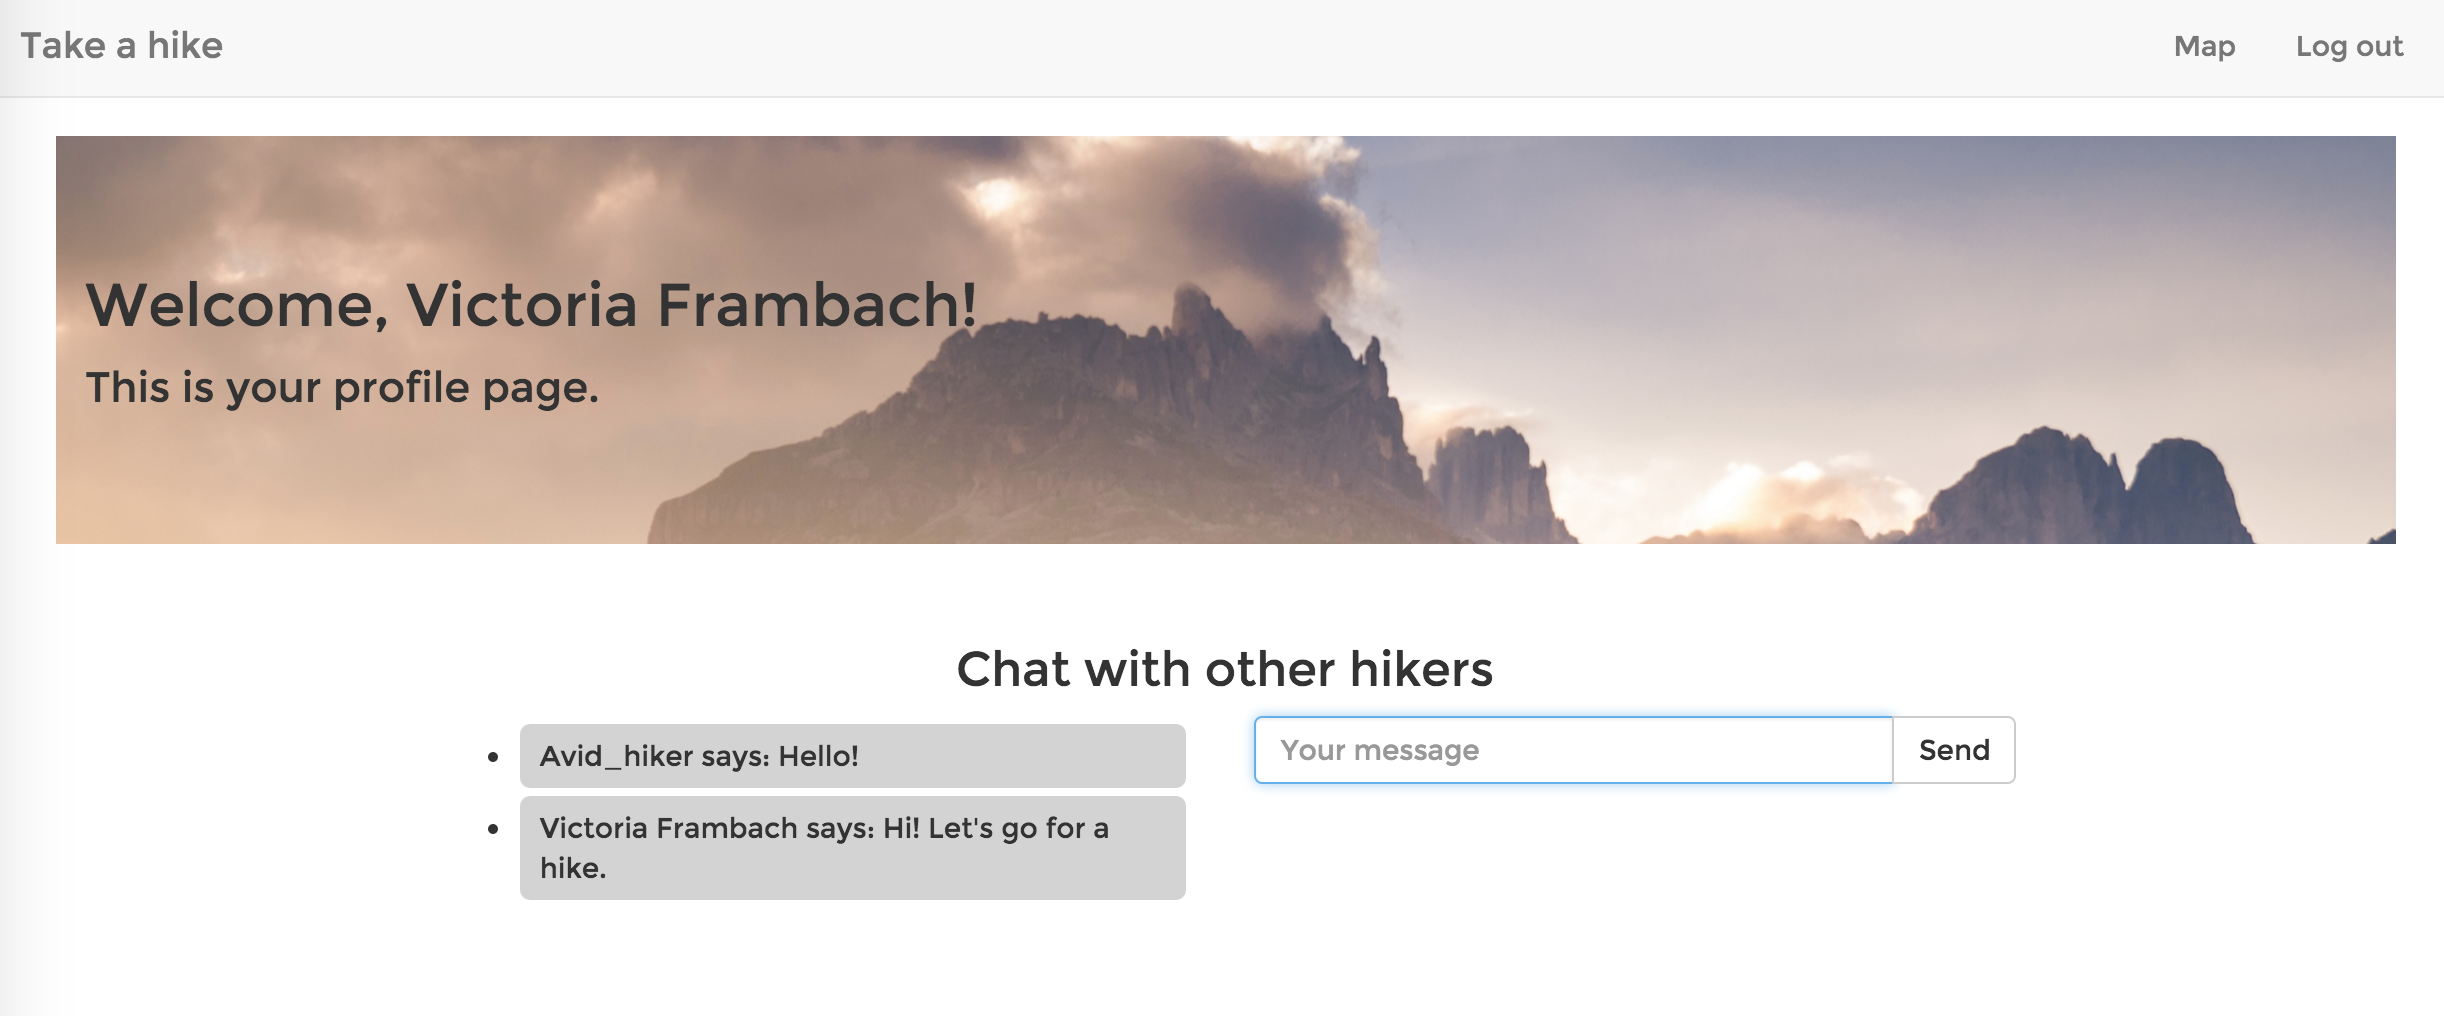 Take a hike
Map
Log out
Welcome, Victoria Frambach!
This is your profile page.
Chat with other hikers
Avid_hiker says: Hello!
Victoria Frambach says: Hi! Let's go for a
hike.
Your message
Send